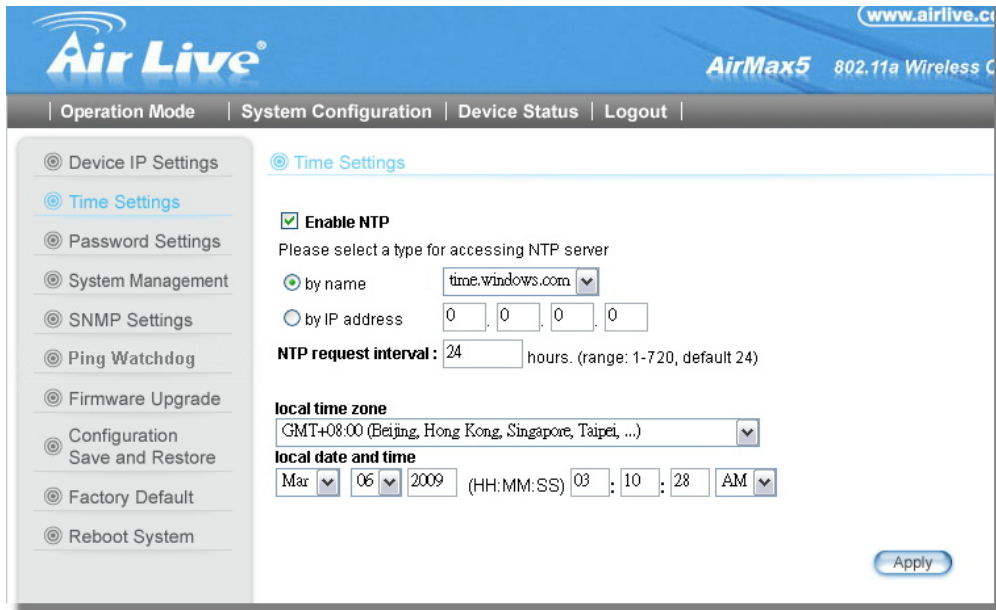 www.airlive.co
Air Live®
AirMax5 802.11a Wireless
Operation Mode | System Configuration | Device Status | Logout |
Device IP Settings
Time Settings
Password Settings
System Management
SNMP Settings
Ping Watchdog
Firmware Upgrade
Configuration
Save and Restore
Factory Default
Reboot System
Time Settings
Enable NTP
Please select a type for accessing NTP server
by name time.windows.com
by IP address 0 . 0 . 0 . 0
NTP request interval : 24 hours. (range: 1-720, default 24)
local time zone
GMT+08:00 (Beijing, Hong Kong, Singapore, Taipei, ...)
local date and time
Mar 06 2009 (HH:MM:SS) 03 : 10 : 28 AM
Apply